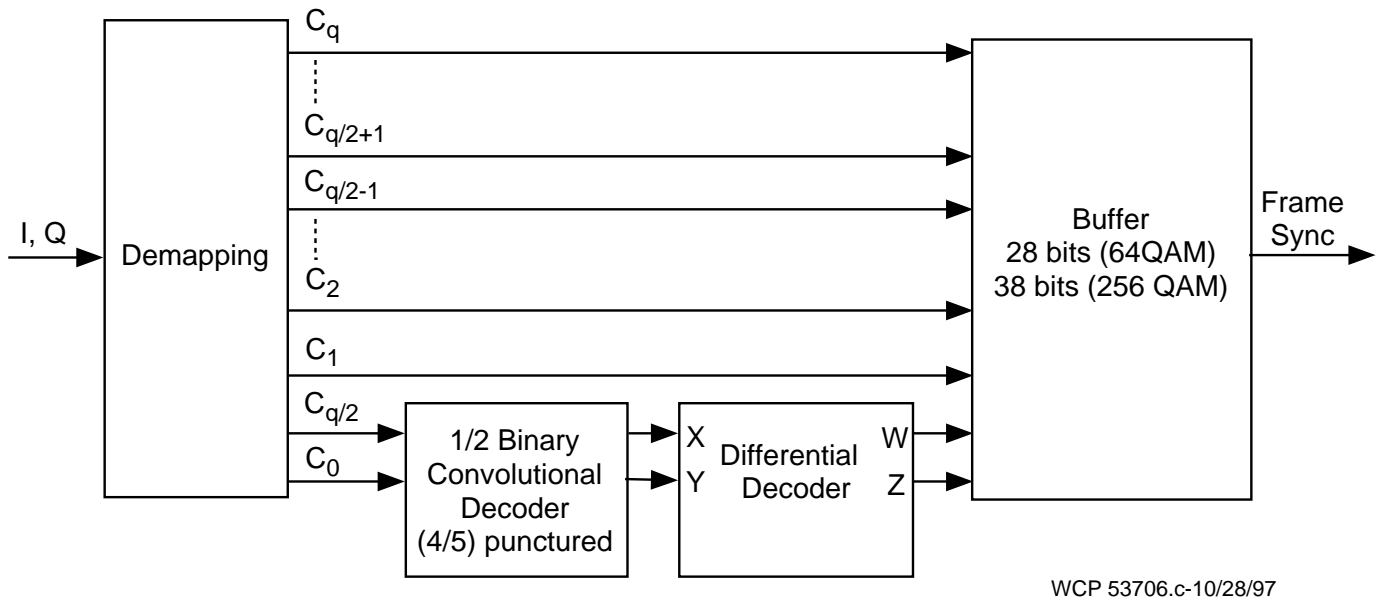 C_q
C_q/2+1
C_q/2-1
C_2
C_1
C_q/2
C_0
I, Q
Demapping
1/2 Binary
Convolutional
Decoder
(4/5) punctured
X
Y
Differential
Decoder
W
Z
Buffer
28 bits (64QAM)
38 bits (256 QAM)
Frame
Sync
WCP 53706.c-10/28/97